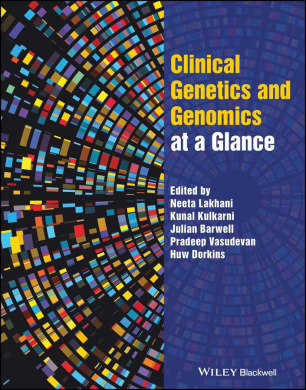 Clinical
Genetics and
Genomics
at a Glance
Edited by
Neeta Lakhani
Kunal Kulkarni
Julian Barwell
Pradeep Vasudevan
Huw Dorkins
WILEY Blackwell